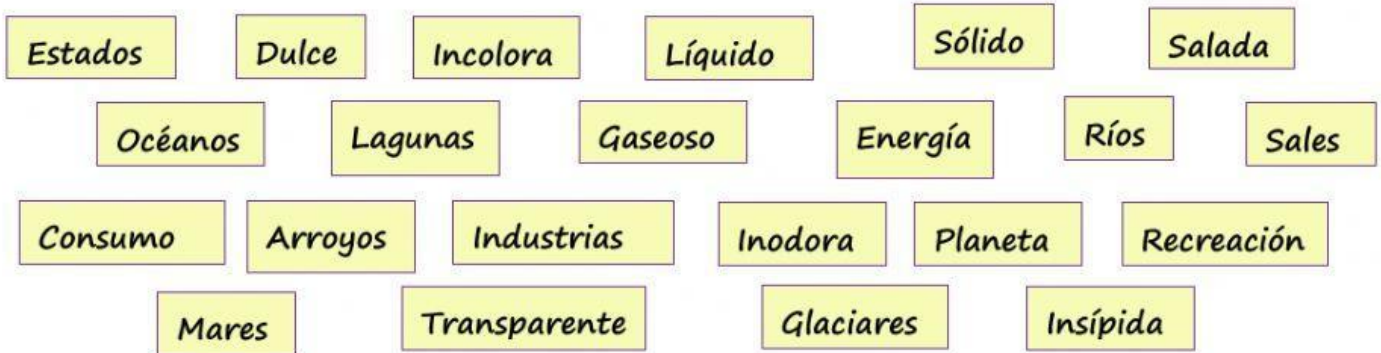 Estados Dulce Incolora Líquido Sólido Salada
Océanos Lagunas Gaseoso Energía Ríos Sales
Consumo Arroyos Industrias Inodora Planeta Recreación
Mares Transparente Glaciares Insípida